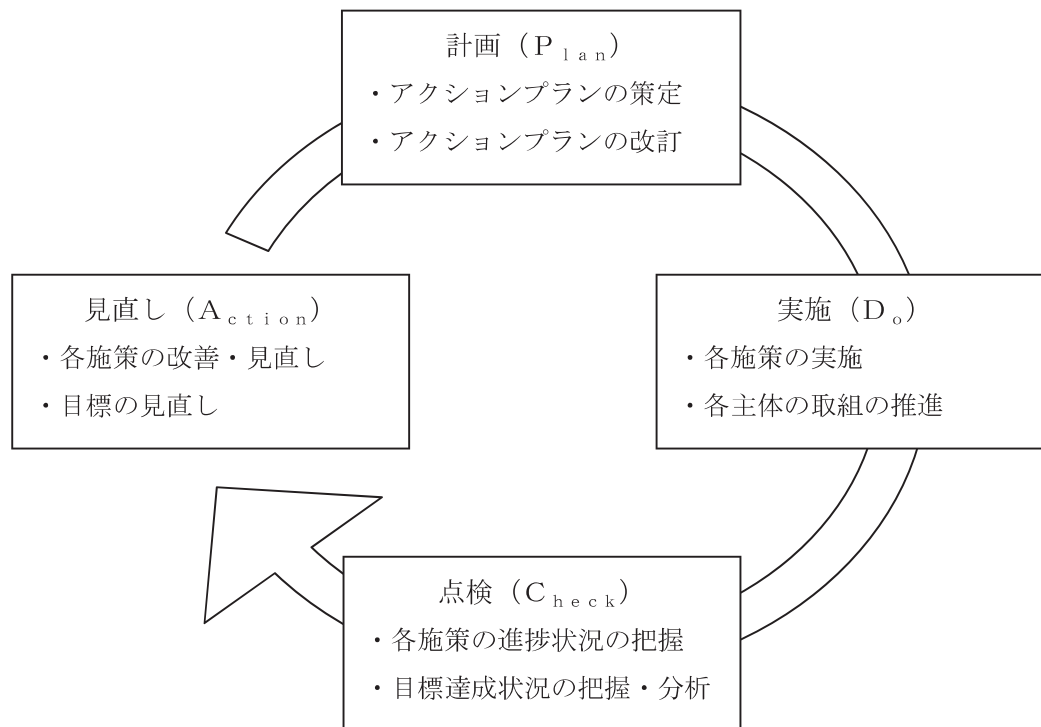 計画（Ｐｌａｎ）
・アクションプランの策定
・アクションプランの改訂
見直し（Ａｃｔｉｏｎ）
・各施策の改善・見直し
・目標の見直し
実施（Ｄｏ）
・各施策の実施
・各主体の取組の推進
点検（Ｃｈｅｃｋ）
・各施策の進捗状況の把握
・目標達成状況の把握・分析